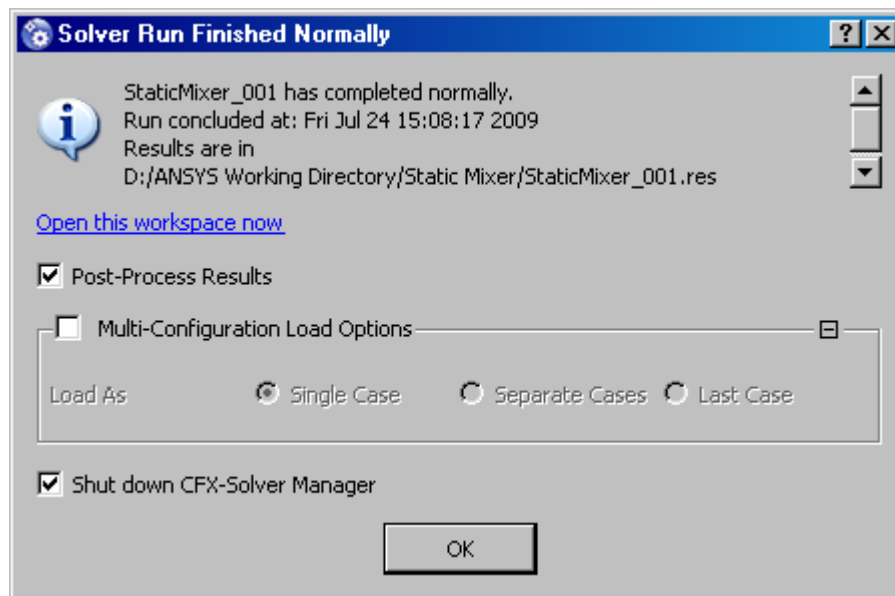 Solver Run Finished Normally
StaticMixer_001 has completed normally.
Run concluded at: Fri Jul 24 15:08:17 2009
Results are in
D:/ANSYS Working Directory/Static Mixer/StaticMixer_001.res
Open this workspace now
Post-Process Results
Multi-Configuration Load Options
Load As Single Case Separate Cases Last Case
Shut down CFX-Solver Manager
OK